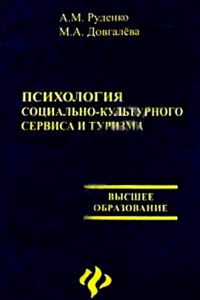 А.М. Руденко
М.А. Довгалёва
ПСИХОЛОГИЯ
СОЦИАЛЬНО-КУЛЬТУРНОГО
СЕРВИСА И ТУРИЗМА
ВЫСШЕЕ
ОБРАЗОВАНИЕ